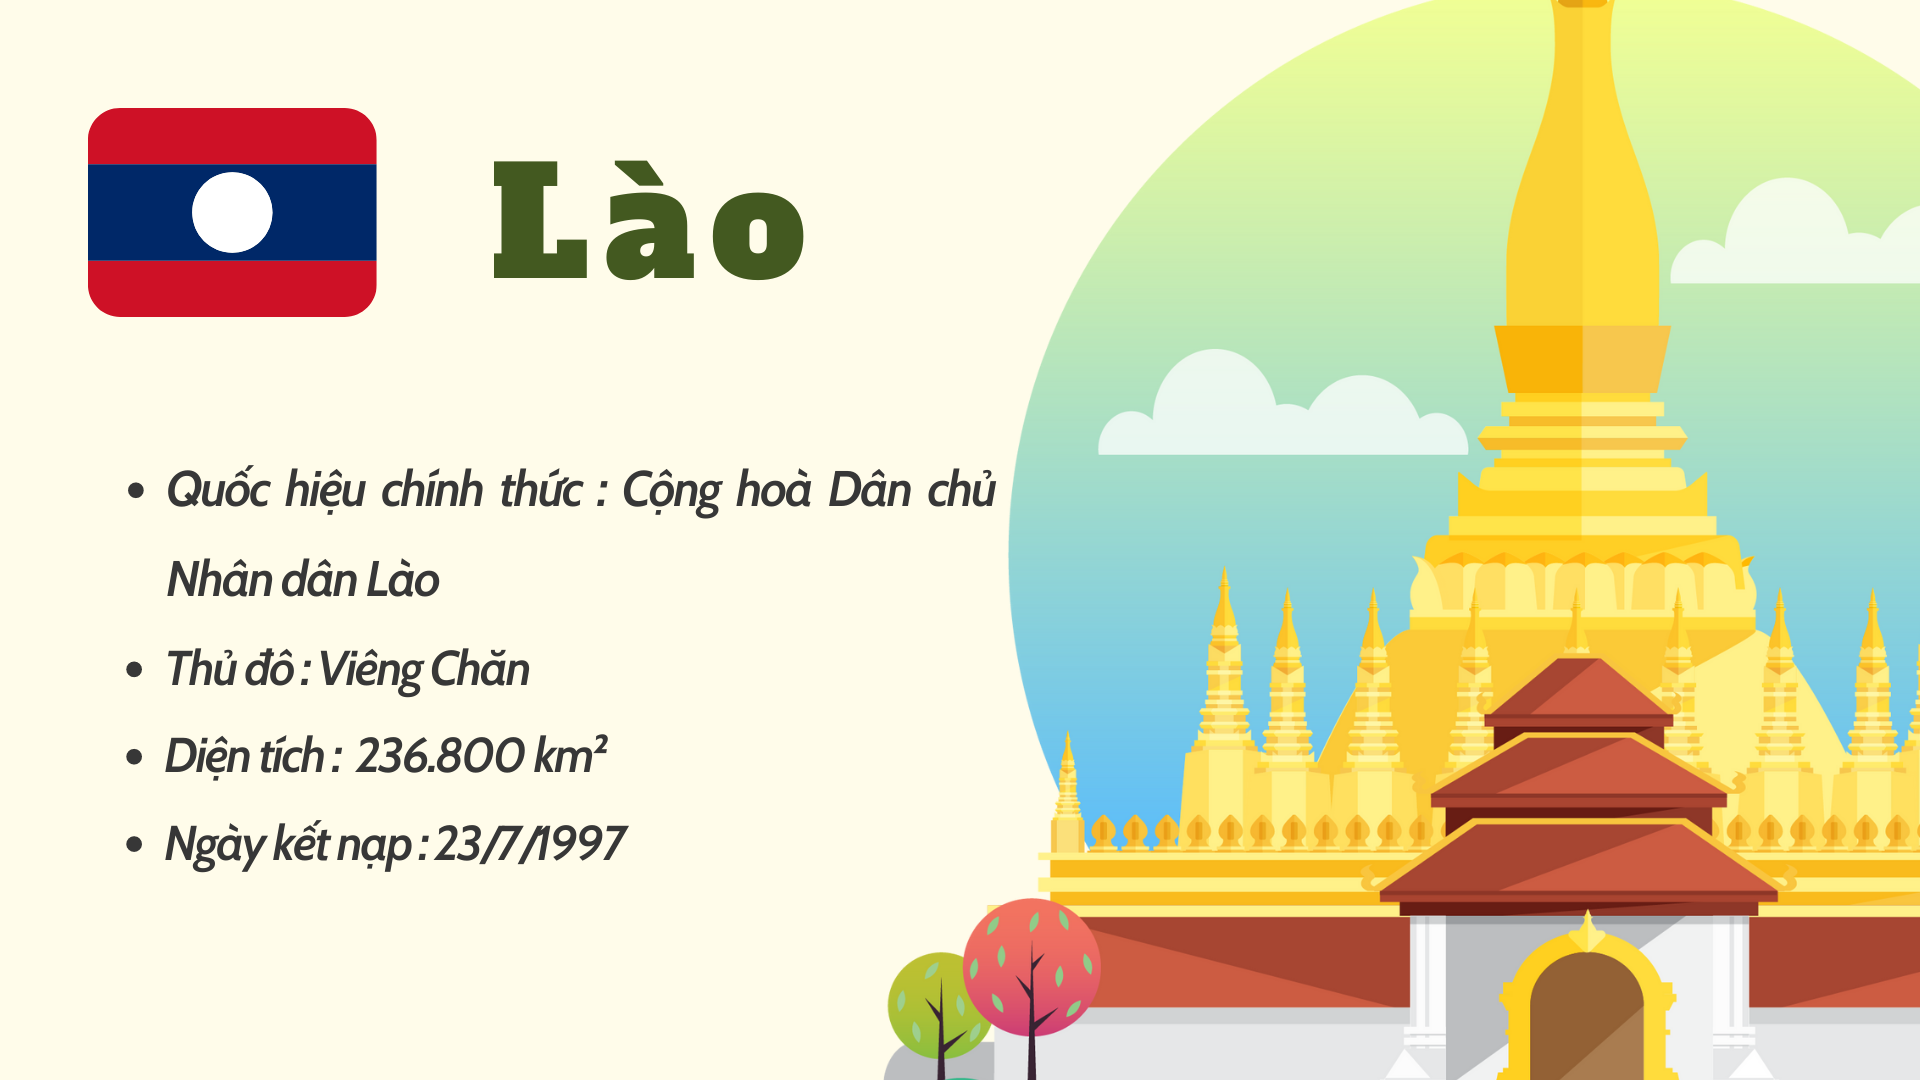 Lào
• Quốc hiệu chính thức : Cộng hoà Dân chủ
Nhân dân Lào
• Thủ đô : Viêng Chăn
• Diện tích : 236.800 km²
• Ngày kết nạp : 23/7/1997